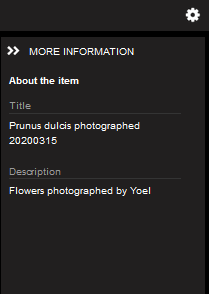 MORE INFORMATION
About the item
Title
Prunus dulcis photographed
20200315
Description
Flowers photographed by Yoel